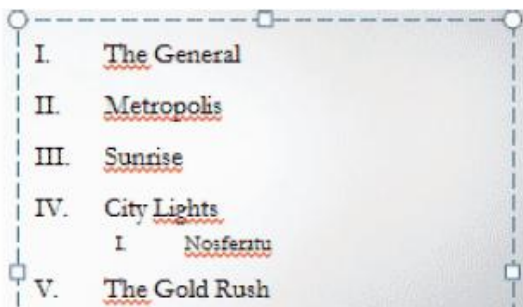 I. The General
II. Metropolis
III. Sunrise
IV. City Lights
I. Nosferatu
V. The Gold Rush